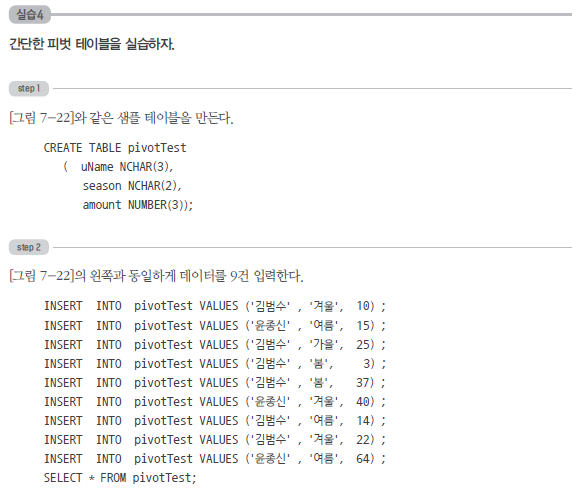 실습4
간단한 피벗 테이블을 실습하자.
step 1
[그림 7-22]와 같은 샘플 테이블을 만든다.
CREATE TABLE pivotTest
( uName NCHAR(3),
season NCHAR(2),
amount NUMBER(3));
step 2
[그림 7-22]의 왼쪽과 동일하게 데이터를 9건 입력한다.
INSERT INTO pivotTest VALUES ('김범수' , '겨울', 10) ;
INSERT INTO pivotTest VALUES ('윤종신' , '여름', 15) ;
INSERT INTO pivotTest VALUES ('김범수' , '가을', 25) ;
INSERT INTO pivotTest VALUES ('김범수' , '봄', 3) ;
INSERT INTO pivotTest VALUES ('김범수' , '봄', 37) ;
INSERT INTO pivotTest VALUES ('윤종신' , '겨울', 40) ;
INSERT INTO pivotTest VALUES ('김범수' , '여름', 14) ;
INSERT INTO pivotTest VALUES ('김범수' , '겨울', 22) ;
INSERT INTO pivotTest VALUES ('윤종신' , '여름', 64) ;
SELECT * FROM pivotTest;